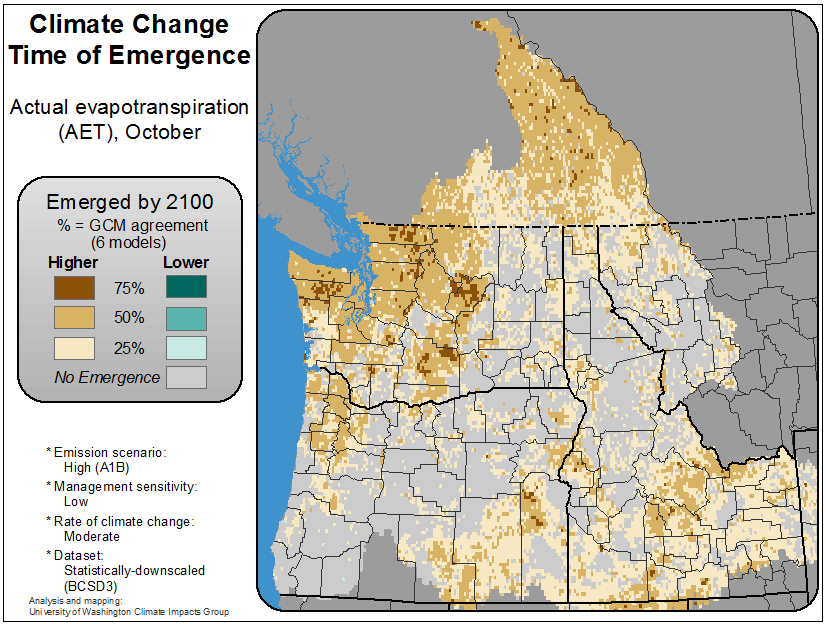 Climate Change
Time of Emergence
Actual evapotranspiration
(AET), October
Emerged by 2100
% = GCM agreement
(6 models)
Higher Lower
75%
50%
25%
No Emergence
* Emission scenario:
High (A1B)
* Management sensitivity:
Low
* Rate of climate change:
Moderate
* Dataset:
Statistically-downscaled
(BCSD3)
Analysis and mapping:
University of Washington Climate Impacts Group